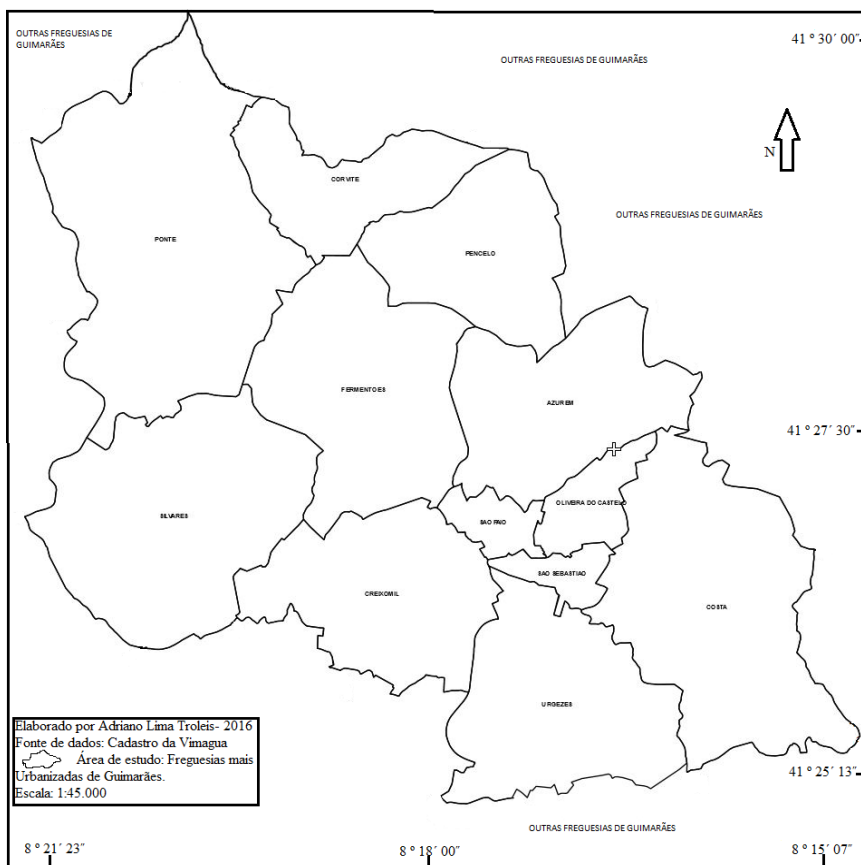 OUTRAS FREGUESIAS DE
GUIMARÃES
OUTRAS FREGUESIAS DE GUIMARÃES
41 º 30´ 00˝
N
CORVITE
OUTRAS FREGUESIAS DE GUIMARÃES
PONTE
PENCELO
FERMENTOES
AZUREM
41 º 27´ 30˝
OLIVEIRA DO CASTELO
SILVARES
SAO PAIO
SAO SEBASTIAO
CREIXOMIL
COSTA
URGEZES
Elaborado por Adriano Lima Troleis- 2016
Fonte de dados: Cadastro da Vimagua
Área de estudo: Freguesias mais
Urbanizadas de Guimarães.
Escala: 1:45.000
41 º 25´ 13˝
OUTRAS FREGUESIAS DE GUIMARÃES
8 º 21´ 23˝
8 º 18´ 00˝
8 º 15´ 07˝